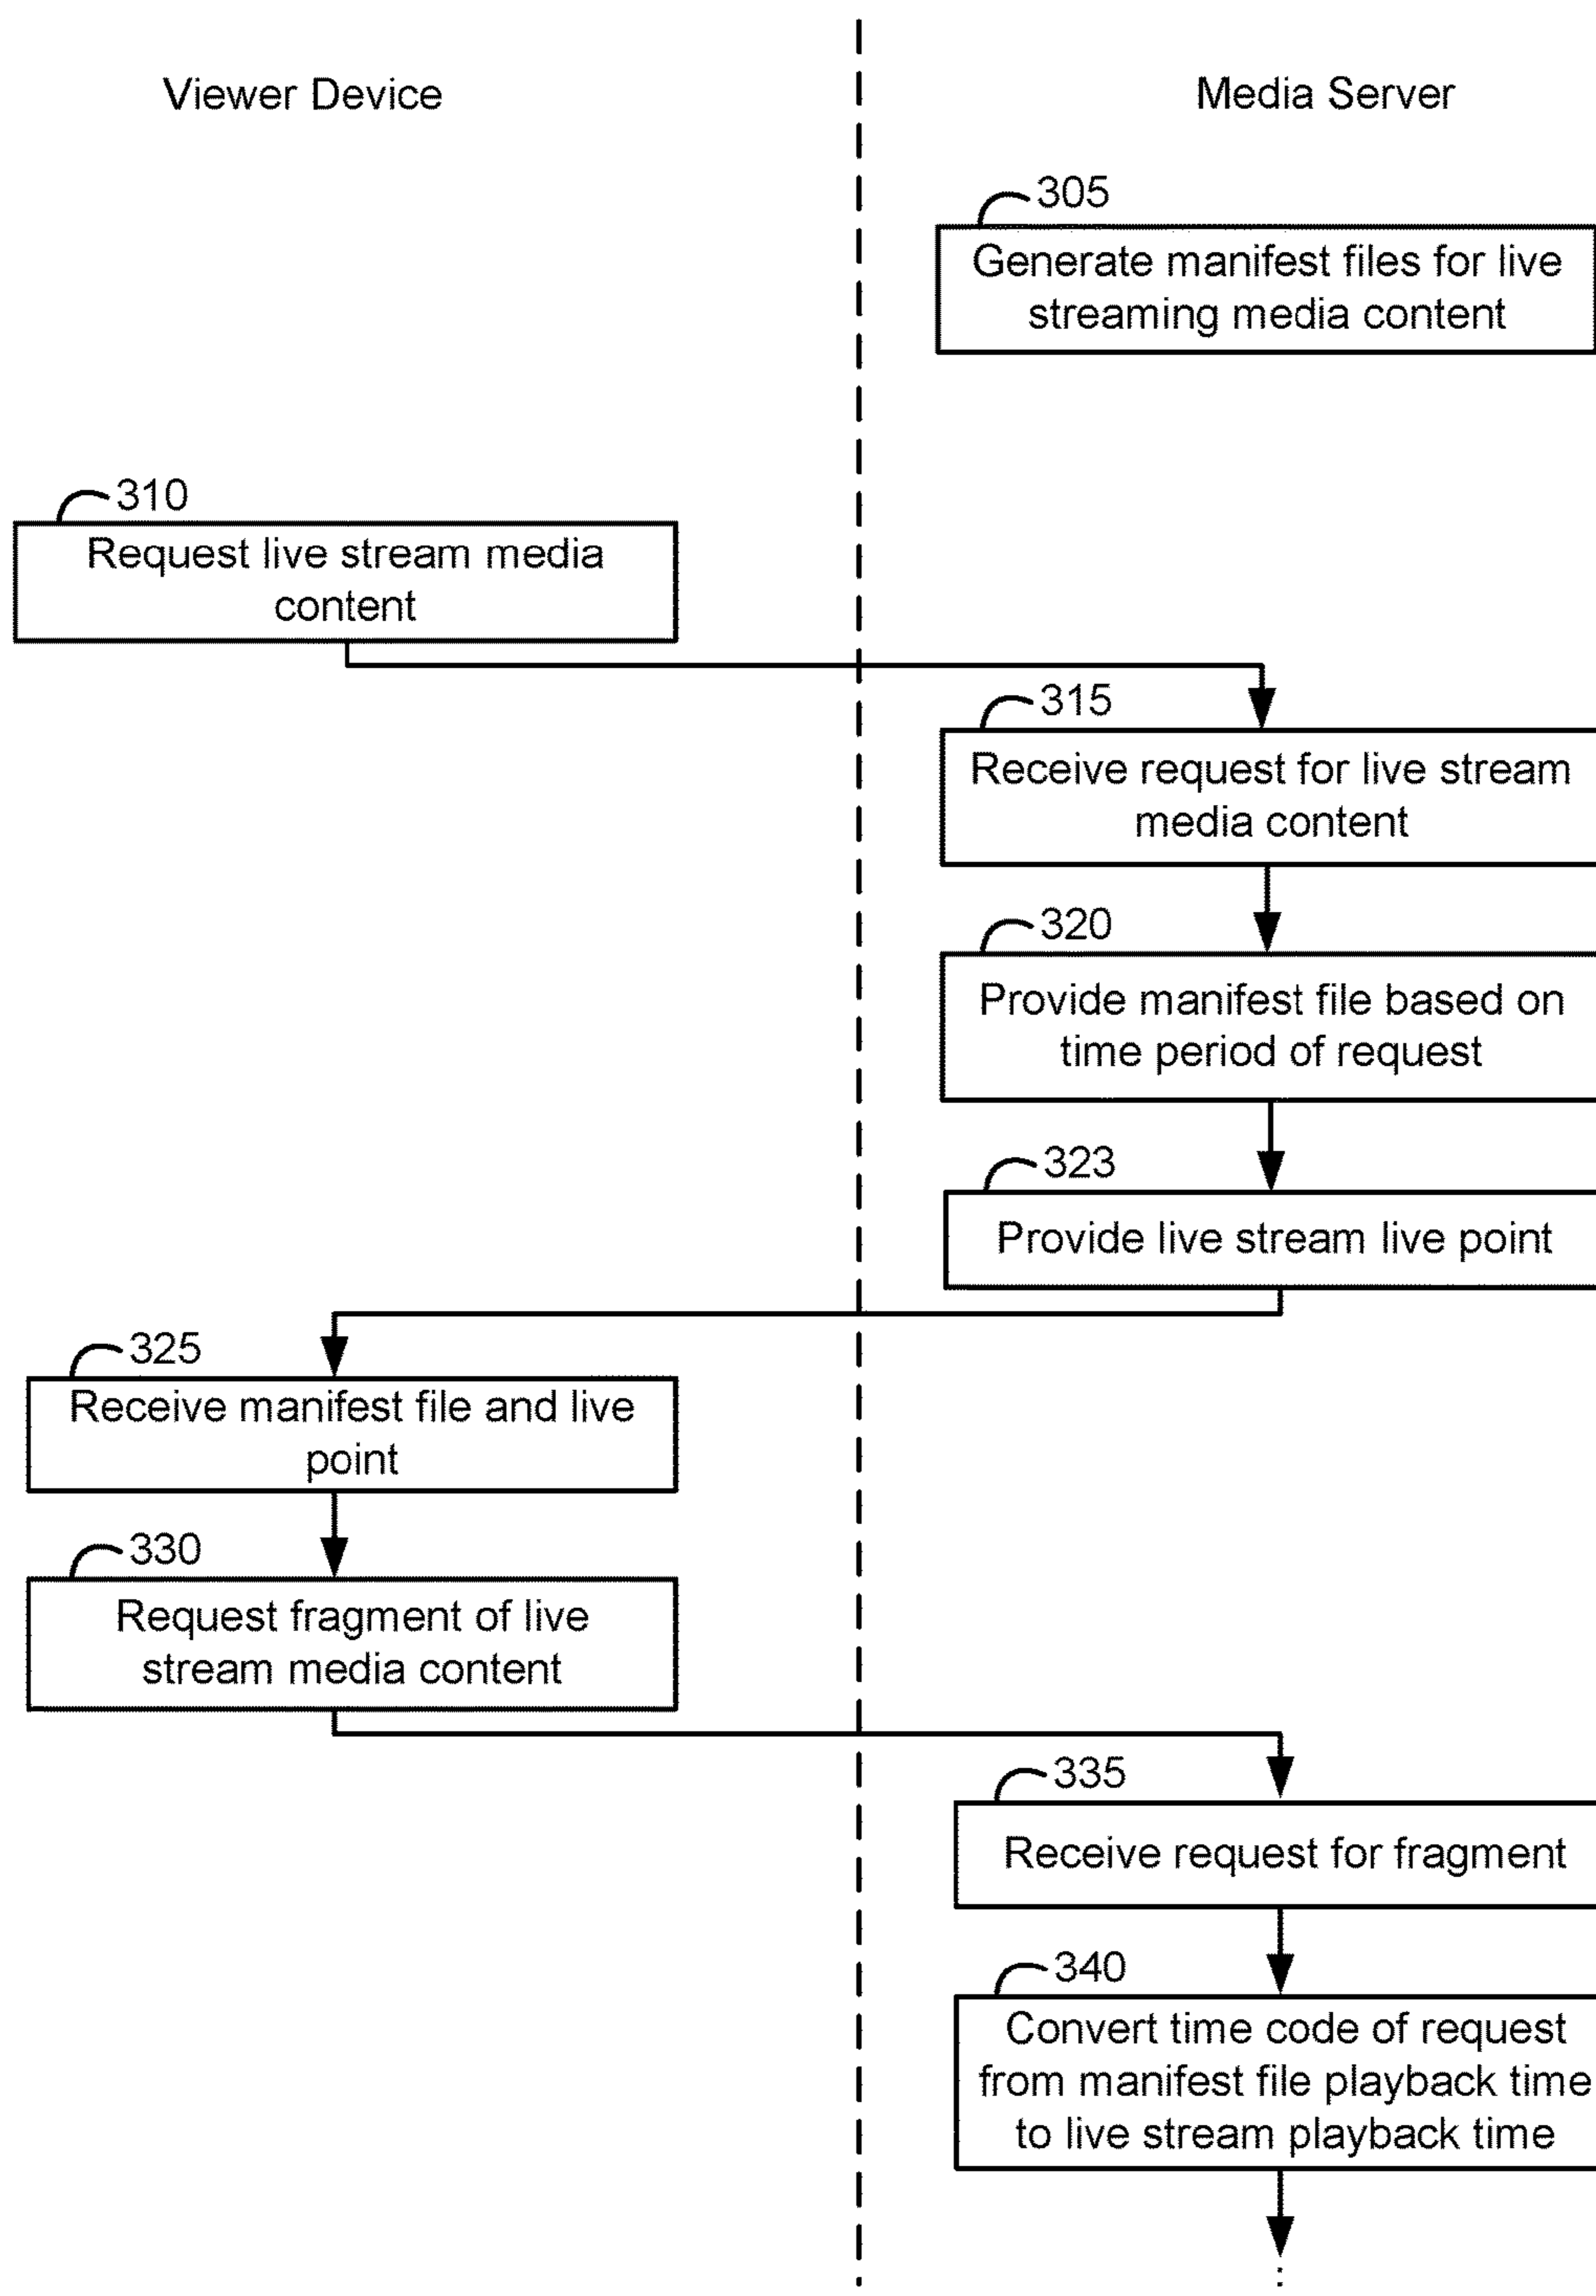 Viewer Device
Media Server
305
Generate manifest files for live
streaming media content
310
Request live stream media
content
315
Receive request for live stream
media content
320
Provide manifest file based on
time period of request
323
Provide live stream live point
325
Receive manifest file and live
point
330
Request fragment of live
stream media content
335
Receive request for fragment
340
Convert time code of request
from manifest file playback time
to live stream playback time